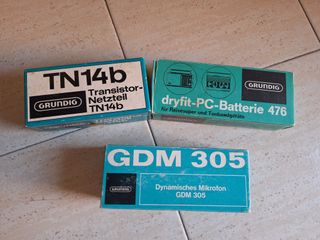 TN14b
GRUNDIG
Transistor-
Netzteil
TN14b
GRUNDIG
dryfit-PC-Batterie 476
für Reisesuper und Tonbandgeräte
GDM 305
GRUNDIG
Dynamisches Mikrofon
GDM 305